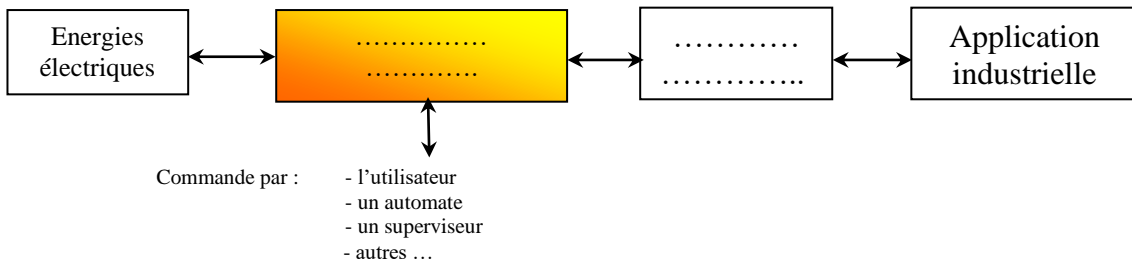 Energies
électriques
……………
………….
…………
…………..
Application
industrielle
Commande par :
- l’utilisateur
- un automate
- un superviseur
- autres …